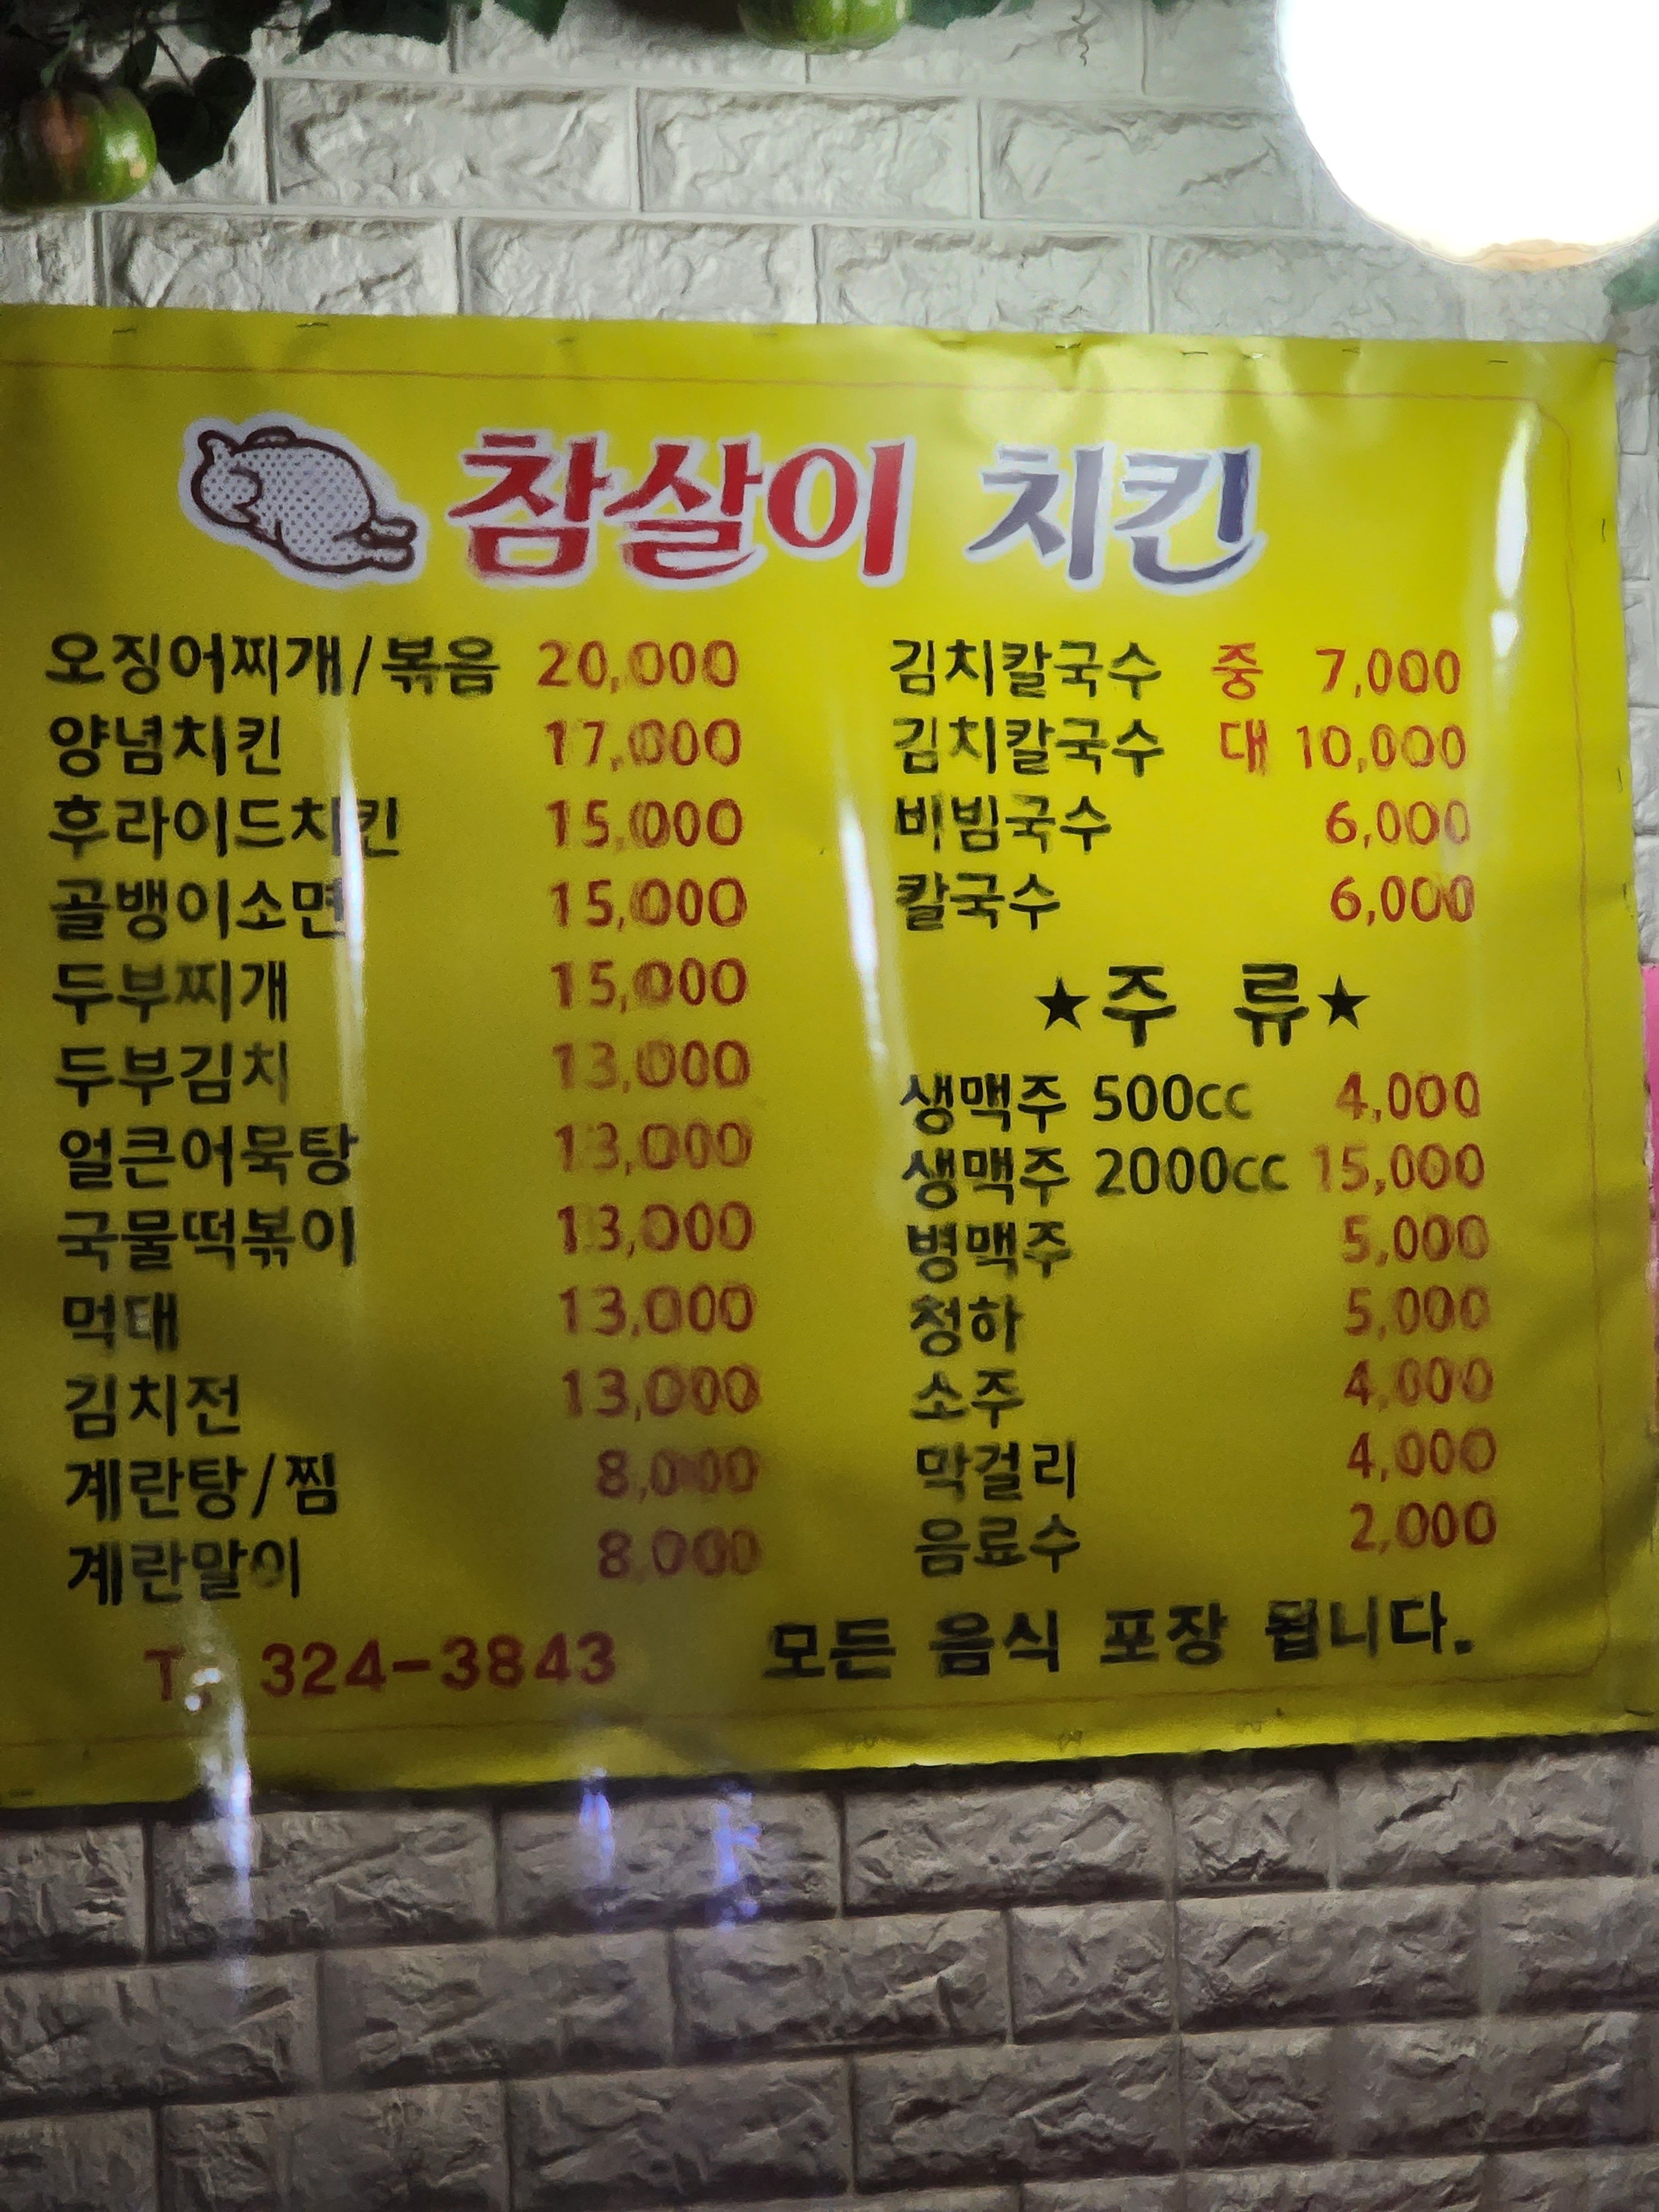 참살이 치킨
오징어찌개/볶음 20,000
양념치킨 17,000
후라이드치킨 15,000
골뱅이소면 15,000
두부찌개 15,000
두부김치 13,000
얼큰어묵탕 13,000
국물떡볶이 13,000
먹태 13,000
김치전 13,000
계란탕/찜 8,000
계란말이 8,000
T. 324-3843
김치칼국수 중 7,000
김치칼국수 대 10,000
비빔국수 6,000
칼국수 6,000
★주 류★
생맥주 500cc 4,000
생맥주 2000cc 15,000
병맥주 5,000
청하 5,000
소주 4,000
막걸리 4,000
음료수 2,000
모든 음식 포장 됩니다.